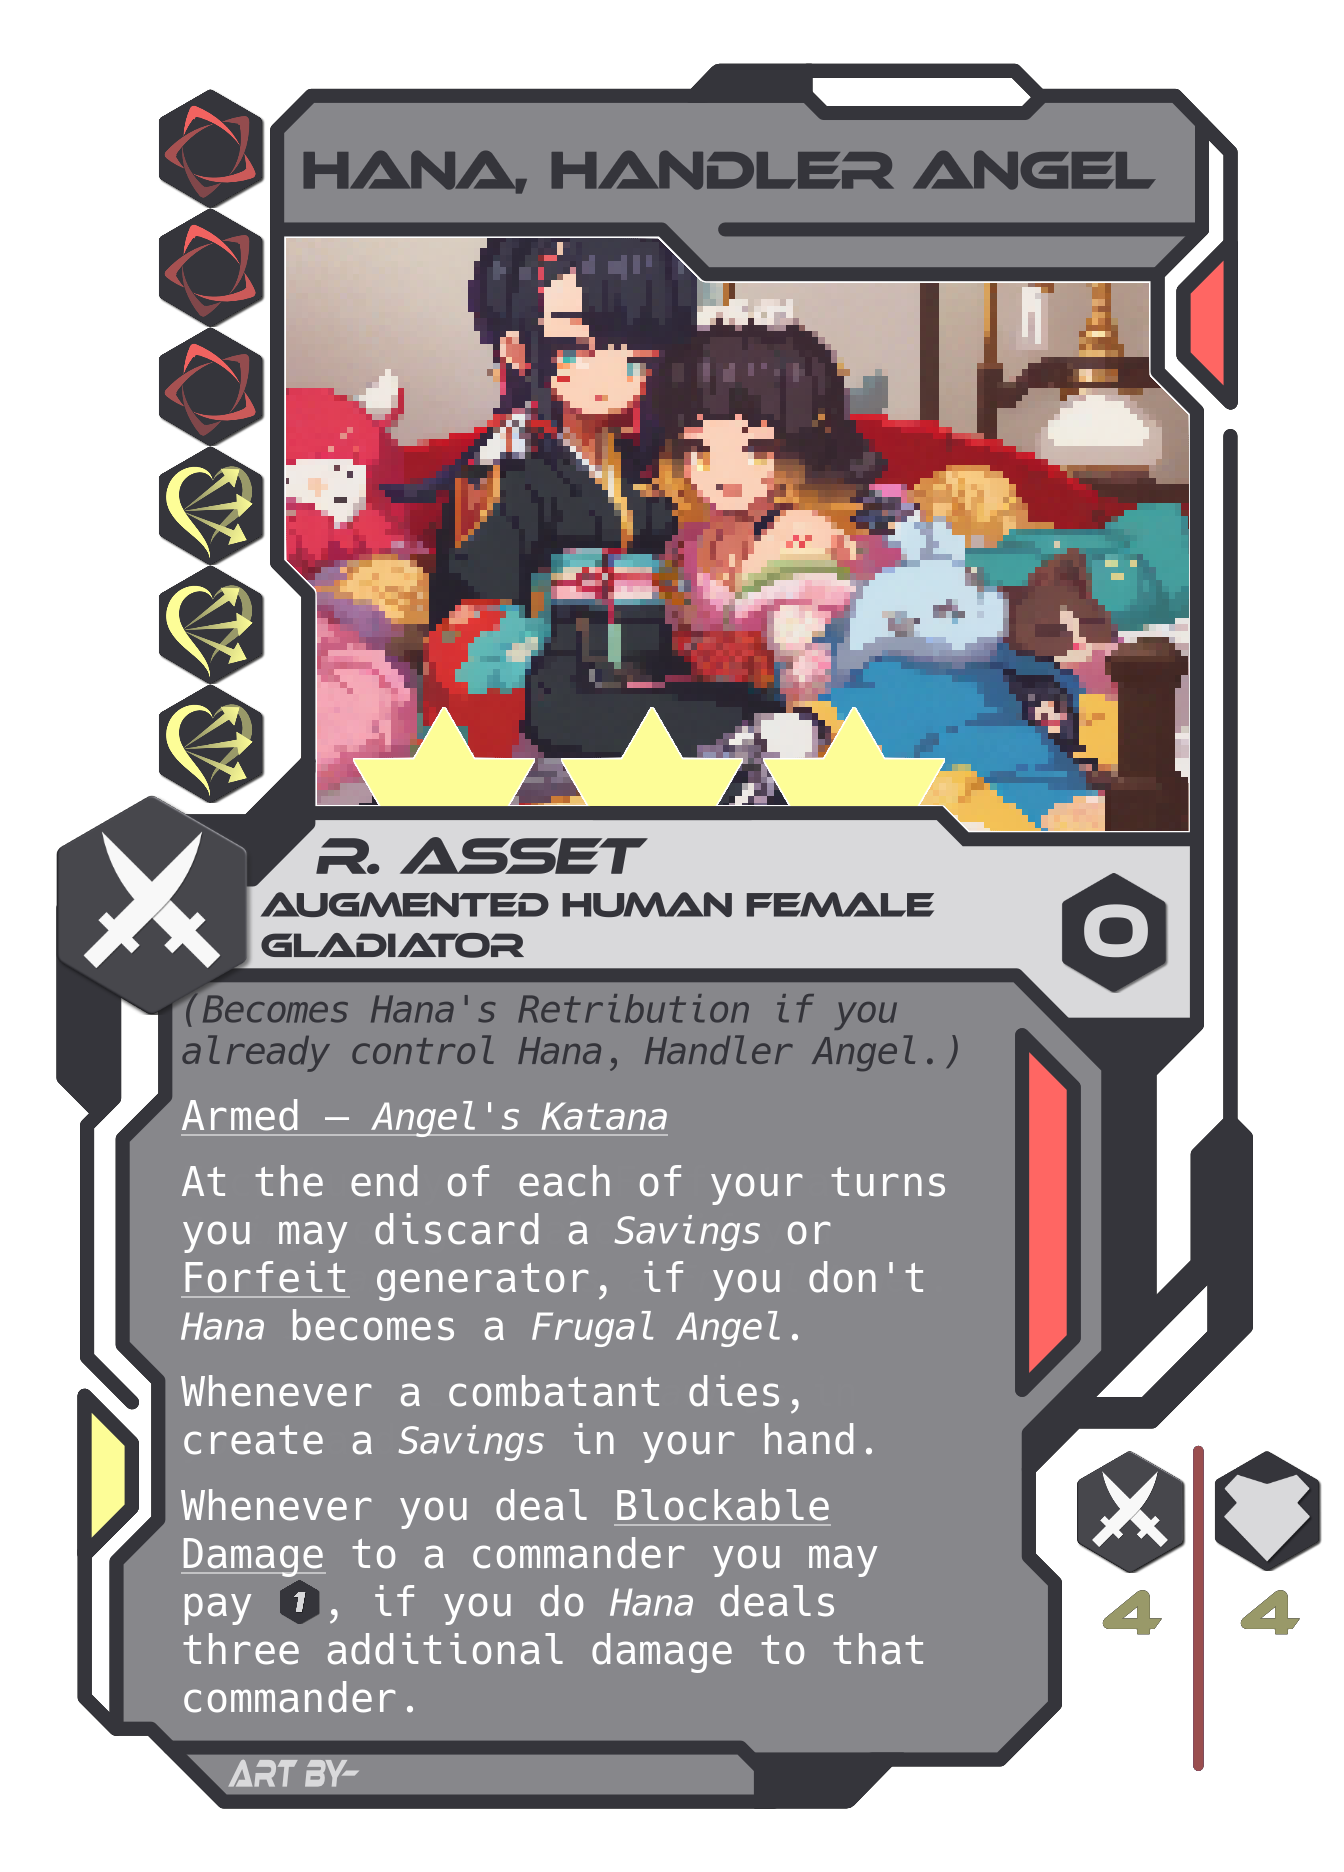 HANA, HANDLER ANGEL
R. ASSET
AUGMENTED HUMAN FEMALE
GLADIATOR
0
(Becomes Hana's Retribution if you
already control Hana, Handler Angel.)
Armed – Angel's Katana
At the end of each of your turns
you may discard a Savings or
Forfeit generator, if you don't
Hana becomes a Frugal Angel.
Whenever a combatant dies,
create a Savings in your hand.
Whenever you deal Blockable
Damage to a commander you may
pay 1, if you do Hana deals
three additional damage to that
commander.
4 4
ART BY-